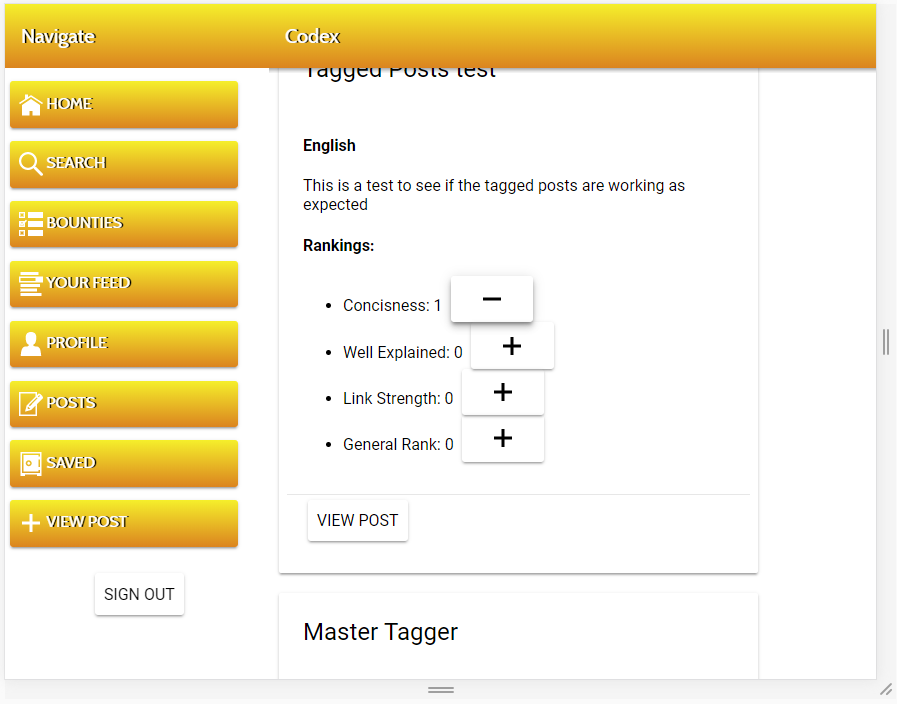 Navigate
Codex
Tagged Posts test
HOME
SEARCH
BOUNTIES
YOUR FEED
PROFILE
POSTS
SAVED
VIEW POST
SIGN OUT
English
This is a test to see if the tagged posts are working as
expected
Rankings:
Concisness: 1
Well Explained: 0
Link Strength: 0
General Rank: 0
VIEW POST
Master Tagger